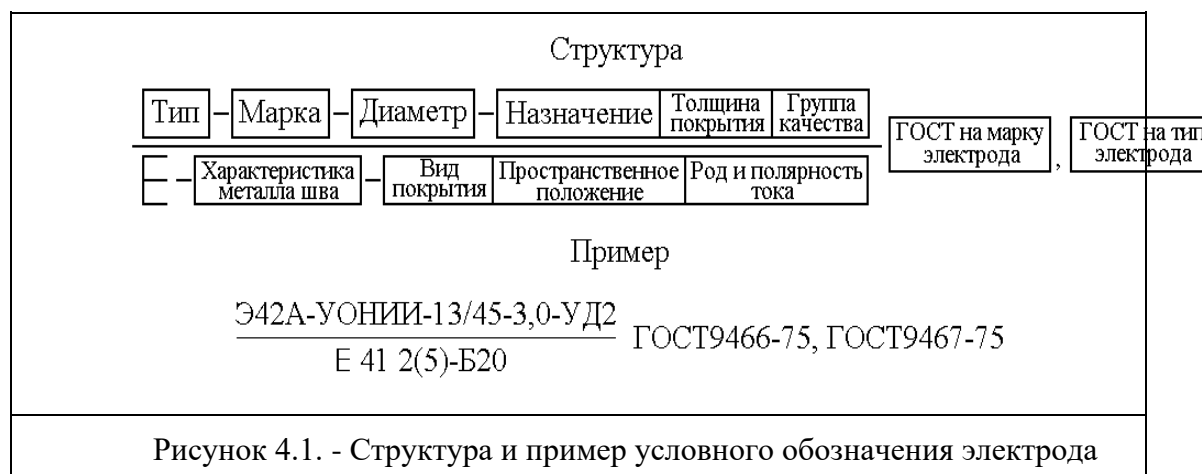 Структура
Тип – Марка – Диаметр – Назначение Толщина покрытия Группа качества
ГОСТ на марку электрода , ГОСТ на тип электрода
Е – Характеристика металла шва – Вид покрытия Пространственное положение Род и полярность тока
Пример
Э42А-УОНИИ-13/45-3,0-УД2
Е 41 2(5)-Б20
ГОСТ9466-75, ГОСТ9467-75
Рисунок 4.1. - Структура и пример условного обозначения электрода